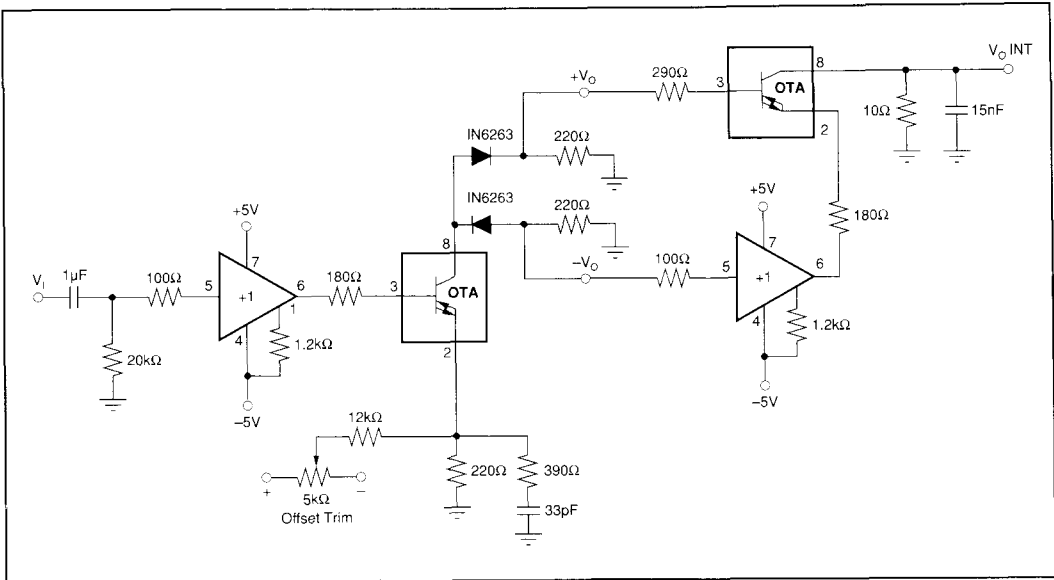 V_O INT
8
+V_O
290Ω
3
OTA
10Ω
15nF
2
IN6263
220Ω
IN6263
+5V
220Ω
+5V
180Ω
8
7
100Ω
5
+1
6
−V_O
V_I
1µF
100Ω
5
7
+1
6
180Ω
3
OTA
1
4
1.2kΩ
4
1.2kΩ
20kΩ
2
−5V
−5V
12kΩ
220Ω
390Ω
+
−
5kΩ
33pF
Offset Trim